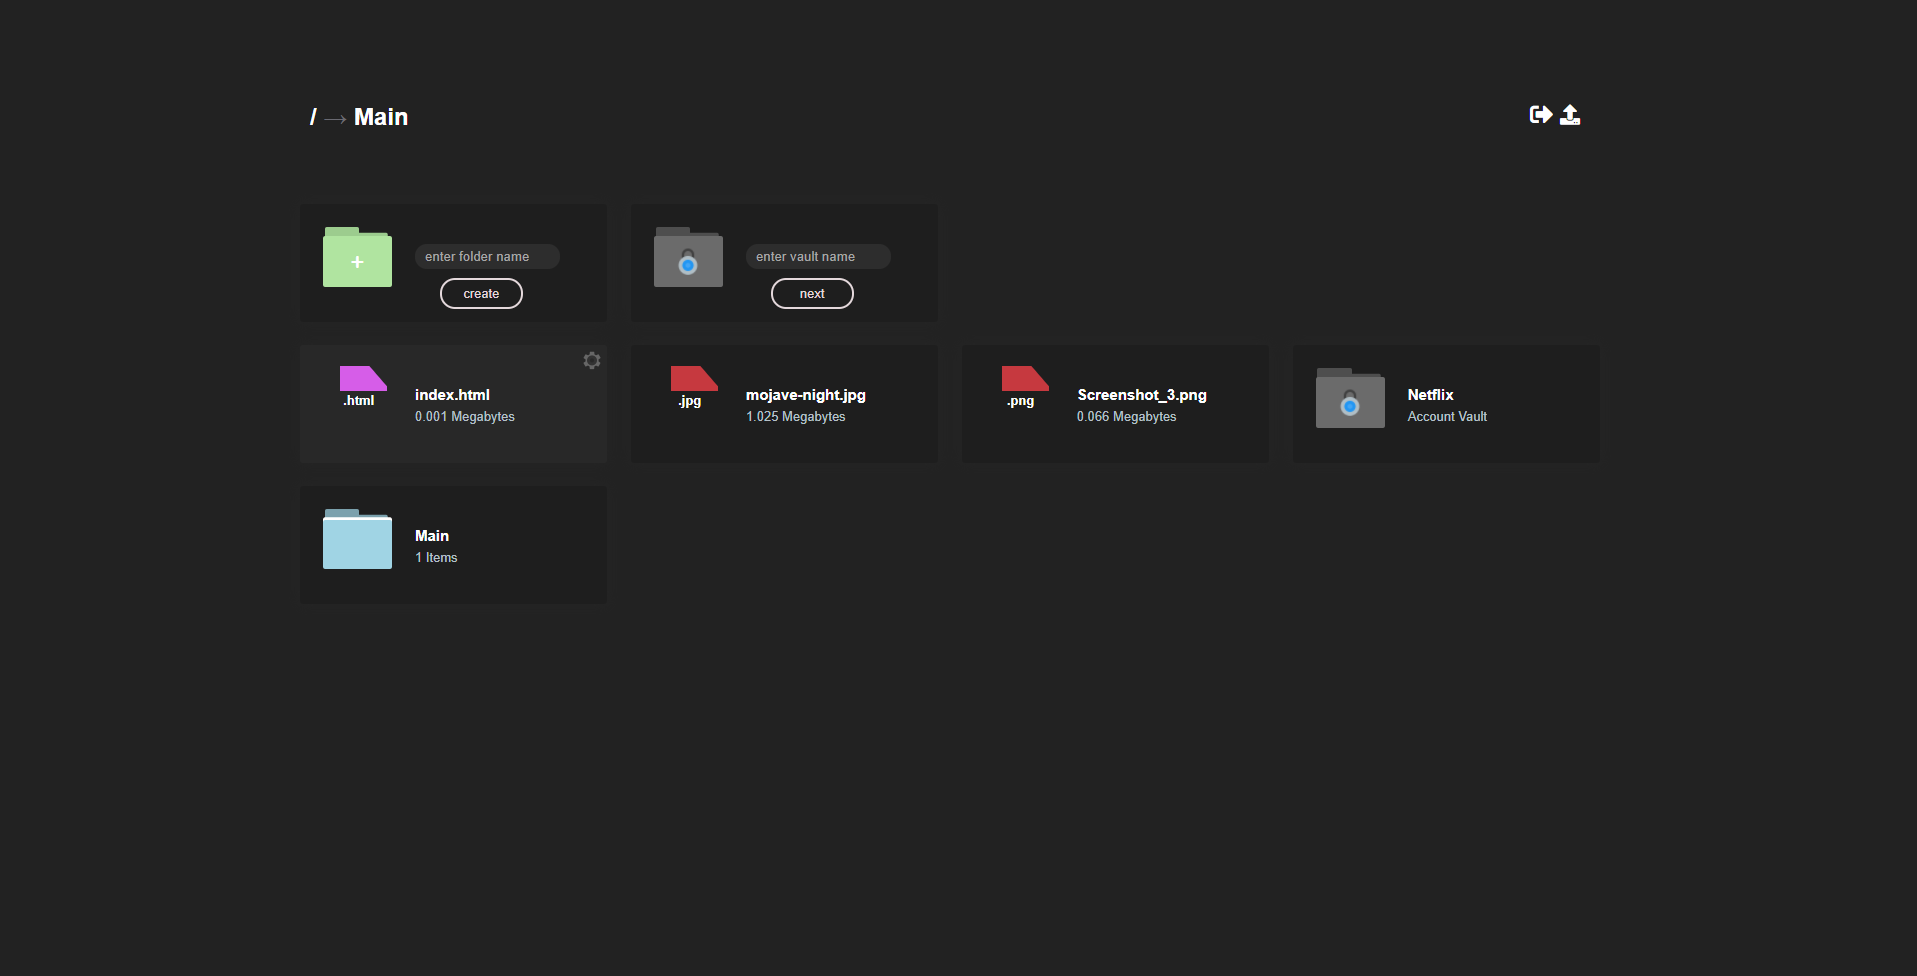 / → Main
+
enter folder name
create
enter vault name
next
.html
index.html
0.001 Megabytes
.jpg
mojave-night.jpg
1.025 Megabytes
.png
Screenshot_3.png
0.066 Megabytes
Netflix
Account Vault
Main
1 Items